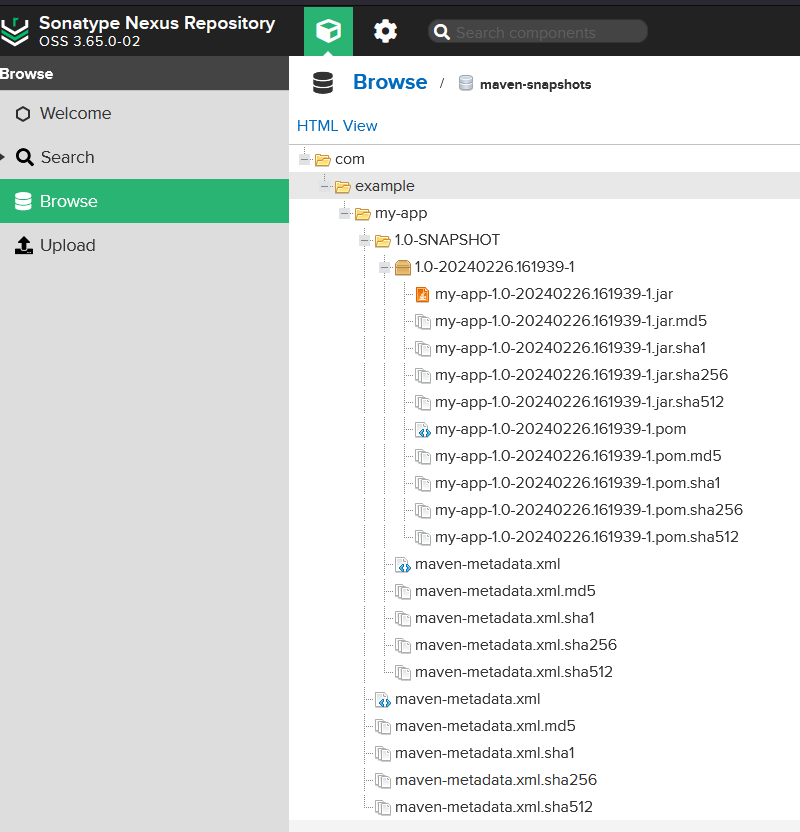 Sonatype Nexus Repository
OSS 3.65.0-02
Search components
Browse
Welcome
Search
Browse
Upload
Browse / maven-snapshots
HTML View
com
example
my-app
1.0-SNAPSHOT
1.0-20240226.161939-1
my-app-1.0-20240226.161939-1.jar
my-app-1.0-20240226.161939-1.jar.md5
my-app-1.0-20240226.161939-1.jar.sha1
my-app-1.0-20240226.161939-1.jar.sha256
my-app-1.0-20240226.161939-1.jar.sha512
my-app-1.0-20240226.161939-1.pom
my-app-1.0-20240226.161939-1.pom.md5
my-app-1.0-20240226.161939-1.pom.sha1
my-app-1.0-20240226.161939-1.pom.sha256
my-app-1.0-20240226.161939-1.pom.sha512
maven-metadata.xml
maven-metadata.xml.md5
maven-metadata.xml.sha1
maven-metadata.xml.sha256
maven-metadata.xml.sha512
maven-metadata.xml
maven-metadata.xml.md5
maven-metadata.xml.sha1
maven-metadata.xml.sha256
maven-metadata.xml.sha512